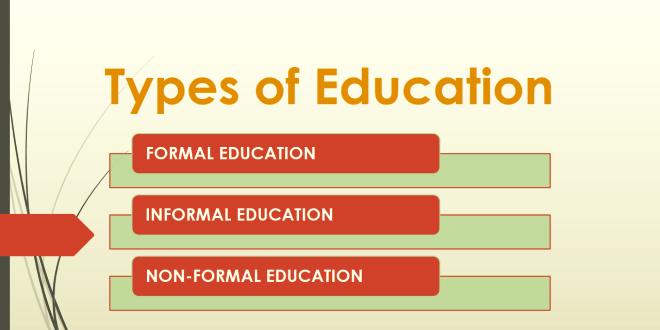 Types of Education
FORMAL EDUCATION
INFORMAL EDUCATION
NON-FORMAL EDUCATION